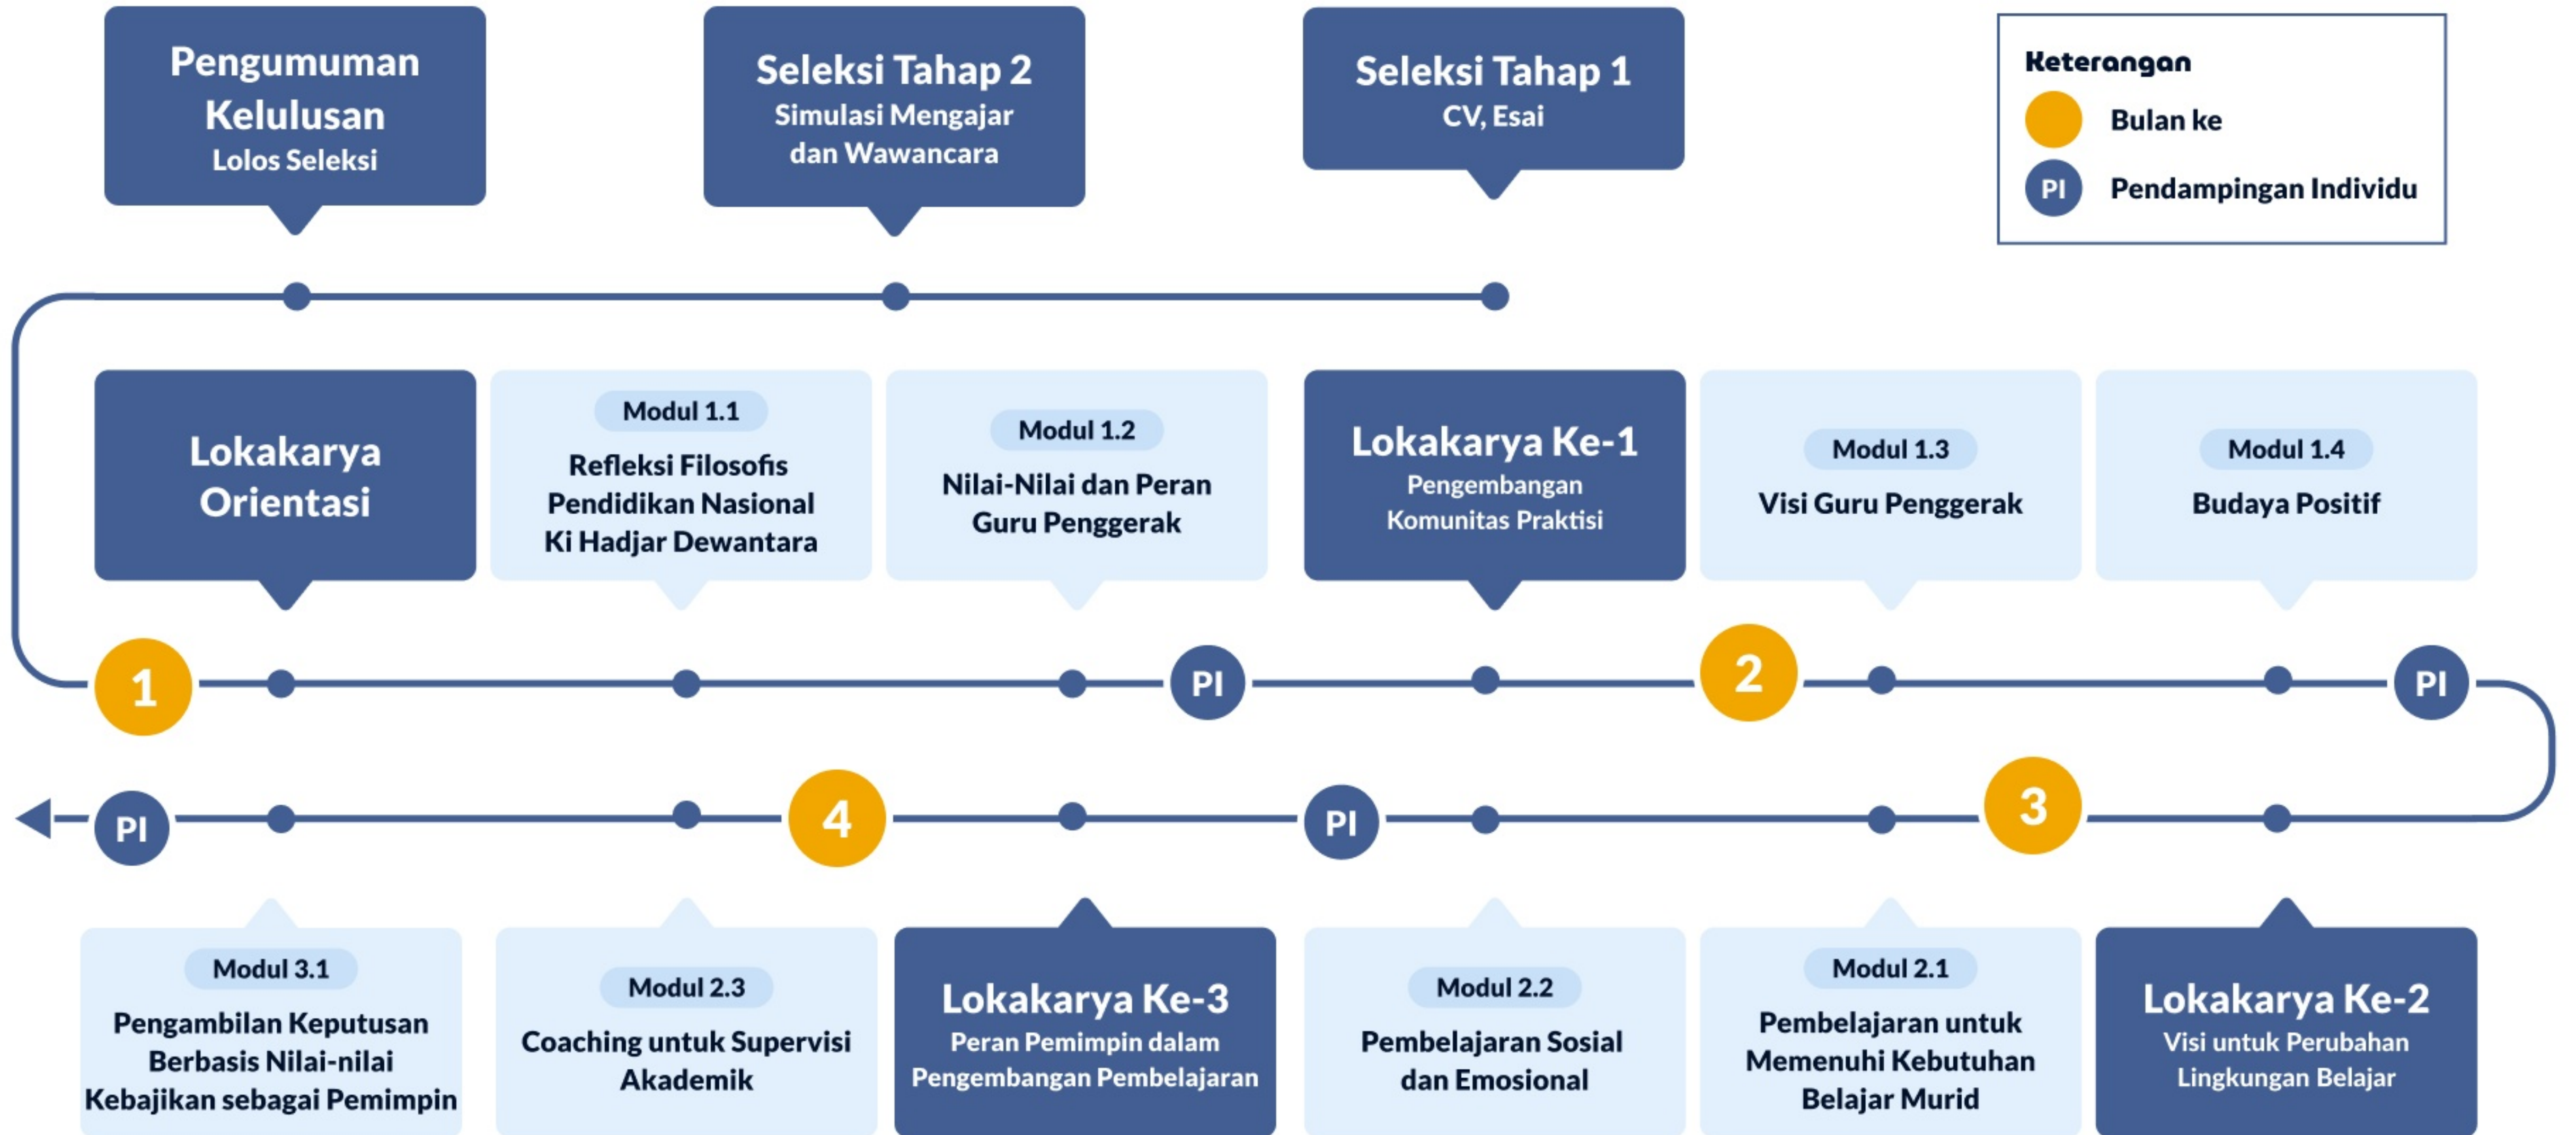 Pengumuman
Kelulusan
Lolos Seleksi
Seleksi Tahap 2
Simulasi Mengajar
dan Wawancara
Seleksi Tahap 1
CV, Esai
Keterangan
Bulan ke
PI
Pendampingan Individu
Lokakarya
Orientasi
Modul 1.1
Refleksi Filosofis
Pendidikan Nasional
Ki Hadjar Dewantara
Modul 1.2
Nilai-Nilai dan Peran
Guru Penggerak
Lokakarya Ke-1
Pengembangan
Komunitas Praktisi
Modul 1.3
Visi Guru Penggerak
Modul 1.4
Budaya Positif
1
PI
2
PI
PI
4
PI
3
Modul 3.1
Pengambilan Keputusan
Berbasis Nilai-nilai
Kebajikan sebagai Pemimpin
Modul 2.3
Coaching untuk Supervisi
Akademik
Lokakarya Ke-3
Peran Pemimpin dalam
Pengembangan Pembelajaran
Modul 2.2
Pembelajaran Sosial
dan Emosional
Modul 2.1
Pembelajaran untuk
Memenuhi Kebutuhan
Belajar Murid
Lokakarya Ke-2
Visi untuk Perubahan
Lingkungan Belajar